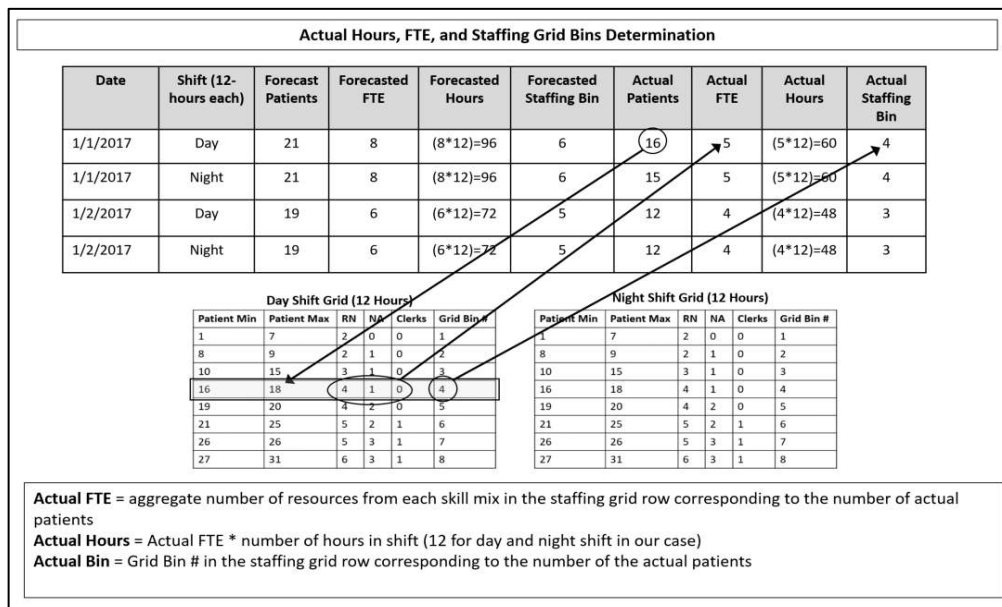 Actual Hours, FTE, and Staffing Grid Bins Determination
Date Shift (12-hours each) Forecast Patients Forecasted FTE Forecasted Hours Forecasted Staffing Bin Actual Patients Actual FTE Actual Hours Actual Staffing Bin
1/1/2017 Day 21 8 (8*12)=96 6 16 5 (5*12)=60 4
1/1/2017 Night 21 8 (8*12)=96 6 15 5 (5*12)=60 4
1/2/2017 Day 19 6 (6*12)=72 5 12 4 (4*12)=48 3
1/2/2017 Night 19 6 (6*12)=72 5 12 4 (4*12)=48 3
Day Shift Grid (12 Hours)
Patient Min Patient Max RN NA Clerks Grid Bin #
1 7 2 0 0 1
8 9 2 1 0 2
10 15 3 1 0 3
16 18 4 1 0 4
19 20 4 2 0 5
21 25 5 2 1 6
26 26 5 3 1 7
27 31 6 3 1 8
Night Shift Grid (12 Hours)
Patient Min Patient Max RN NA Clerks Grid Bin #
1 7 2 0 0 1
8 9 2 1 0 2
10 15 3 1 0 3
16 18 4 1 0 4
19 20 4 2 0 5
21 25 5 2 1 6
26 26 5 3 1 7
27 31 6 3 1 8
Actual FTE = aggregate number of resources from each skill mix in the staffing grid row corresponding to the number of actual
patients
Actual Hours = Actual FTE * number of hours in shift (12 for day and night shift in our case)
Actual Bin = Grid Bin # in the staffing grid row corresponding to the number of the actual patients